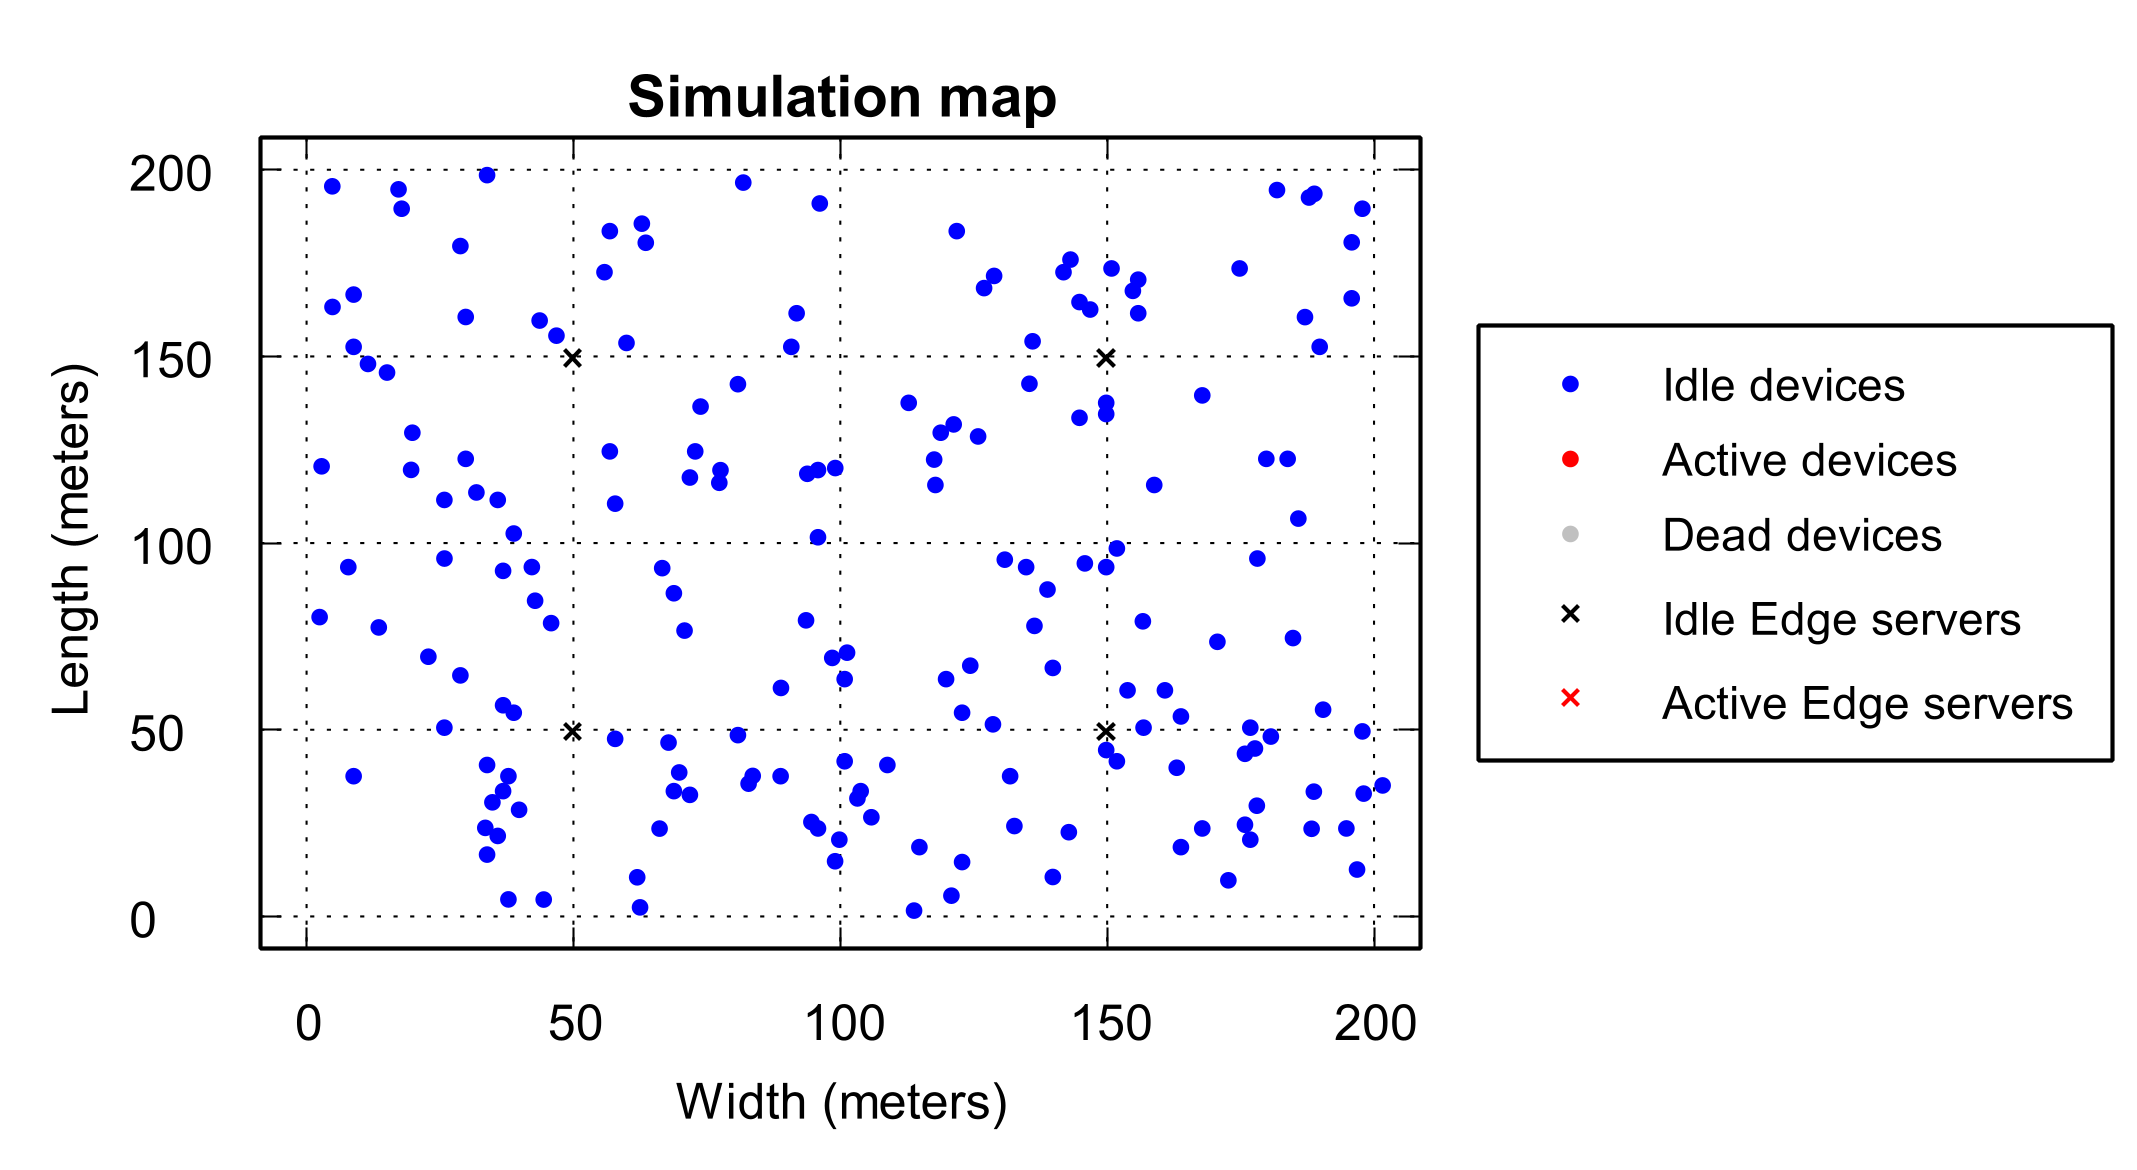 Simulation map
200
150
100
50
0
Length (meters)
0 50 100 150 200
Width (meters)
Idle devices
Active devices
Dead devices
Idle Edge servers
Active Edge servers